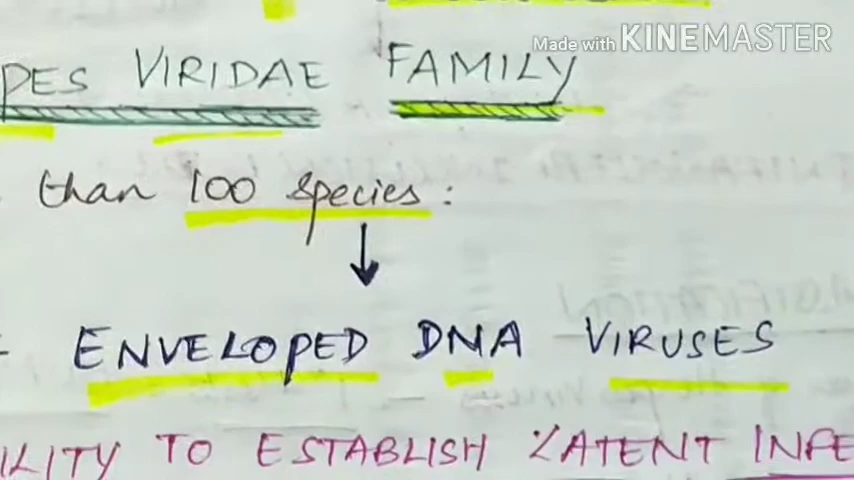 Made with KINEMASTER
PES VIRIDAE FAMILY
than 100 species :
ENVELOPED DNA VIRUSES
ILITY TO ESTABLISH LATENT INFE